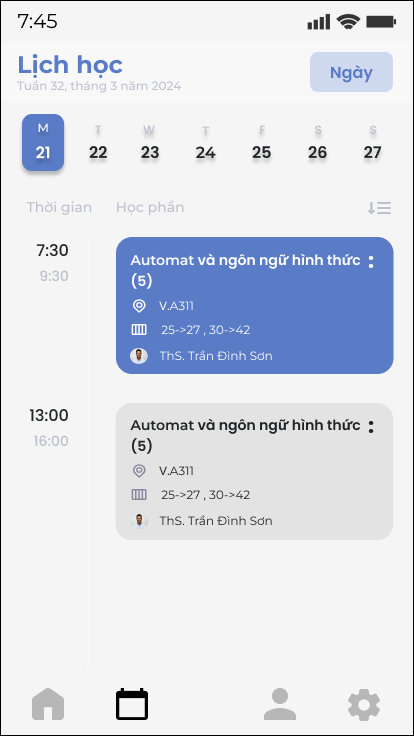 7:45
Lịch học
Tuần 32, tháng 3 năm 2024
Ngày
M T W T F S S
21 22 23 24 25 26 27
Thời gian Học phần
7:30
9:30
Automat và ngôn ngữ hình thức
(5)
V.A311
25->27 , 30->42
ThS. Trần Đình Sơn
13:00
16:00
Automat và ngôn ngữ hình thức
(5)
V.A311
25->27 , 30->42
ThS. Trần Đình Sơn